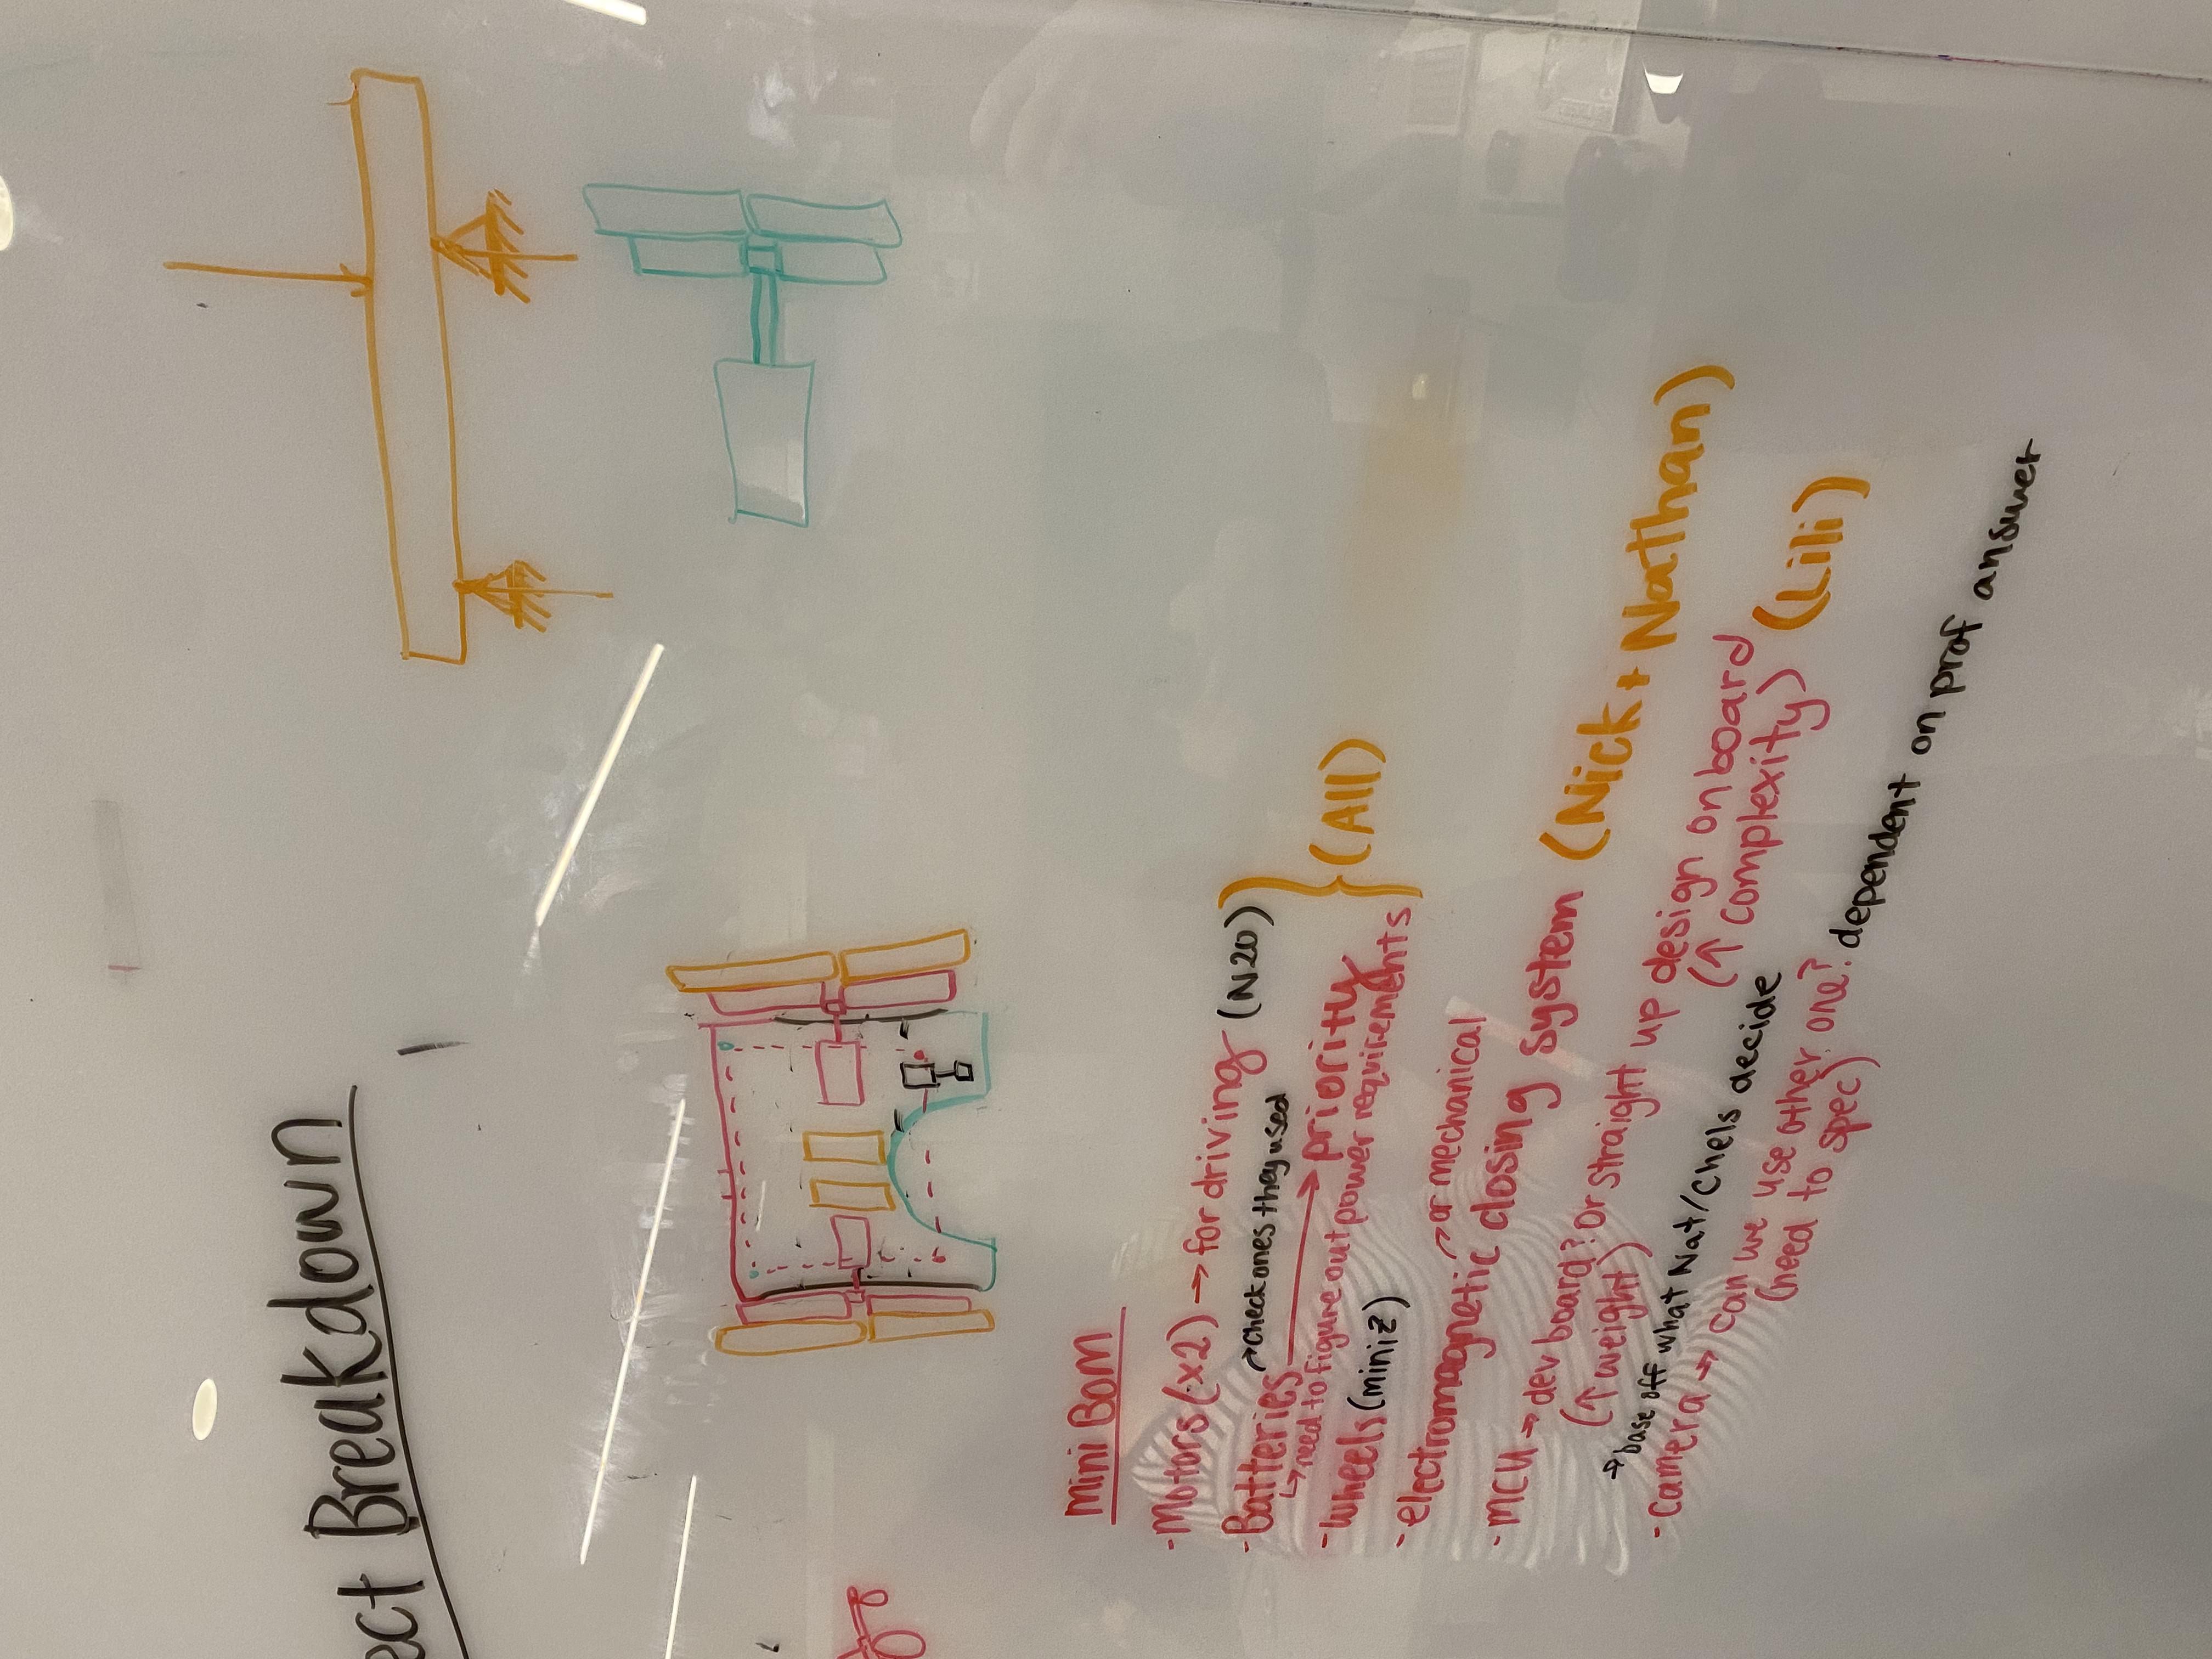 Breakdown
Mini BOM
- Motors (x2) → for driving (N20)
- Batteries → priority
↗ check ones they used
↳ need to figure out power requirements
- Wheels (miniZ)
(All)
- electromagnetic closing system (Nick + Nathan)
↗ or mechanical
- MCU → dev board? or straight up design on board
(↑ weight)
(↑ complexity) (Lili)
→ base off what Nat/Chels decide
- Camera → can we use other one? dependent on prof answer
(need to spec)